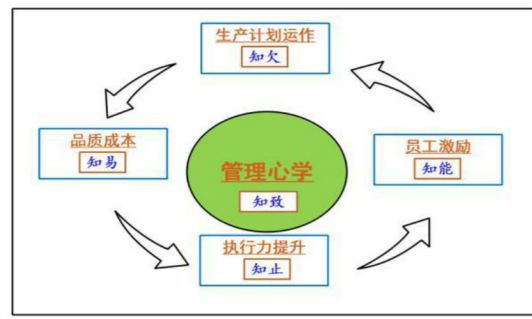 生产计划运作
知欠
品质成本
知易
员工激励
知能
管理心学
知致
执行力提升
知止